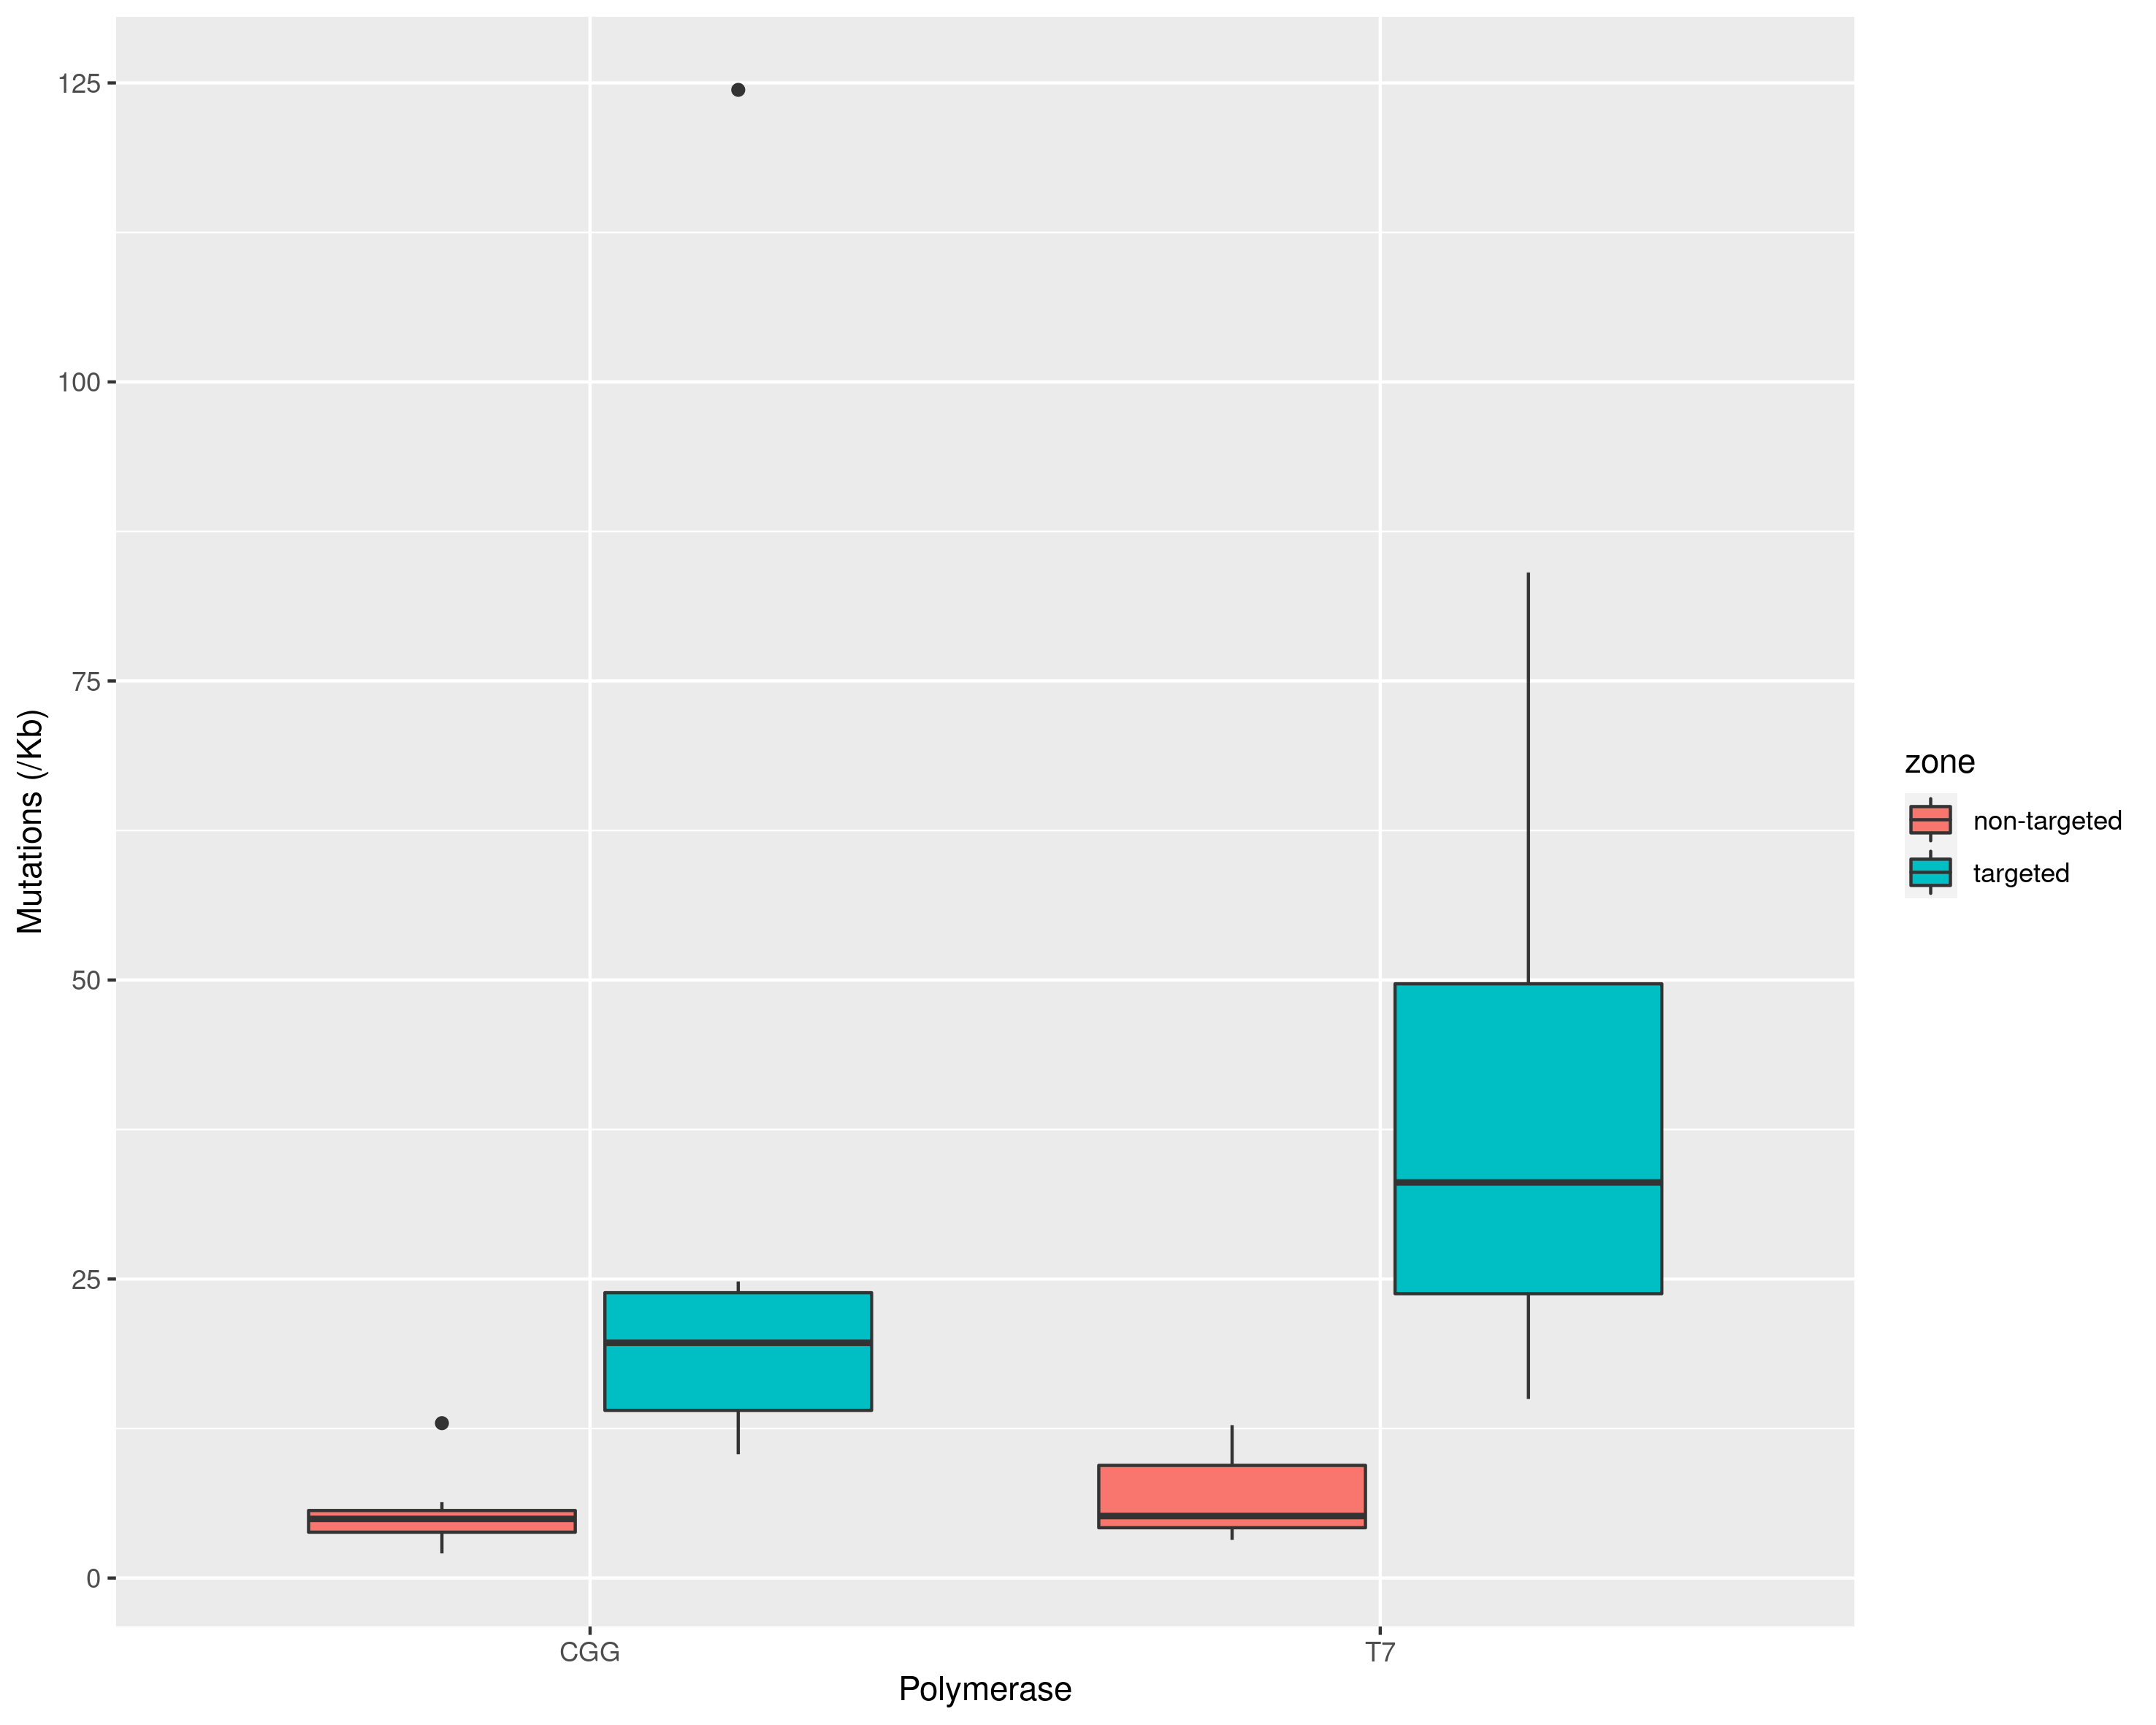 125
100
75
50
25
0
Mutations (/Kb)
CGG
T7
Polymerase
zone
non-targeted
targeted